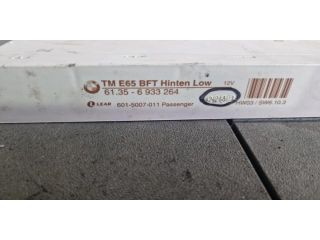 TM E65 BFT Hinten Low 12V
61.35 - 6 933 264
LEAR 601-5007-011 Passenger HW03 / SW6.10.3